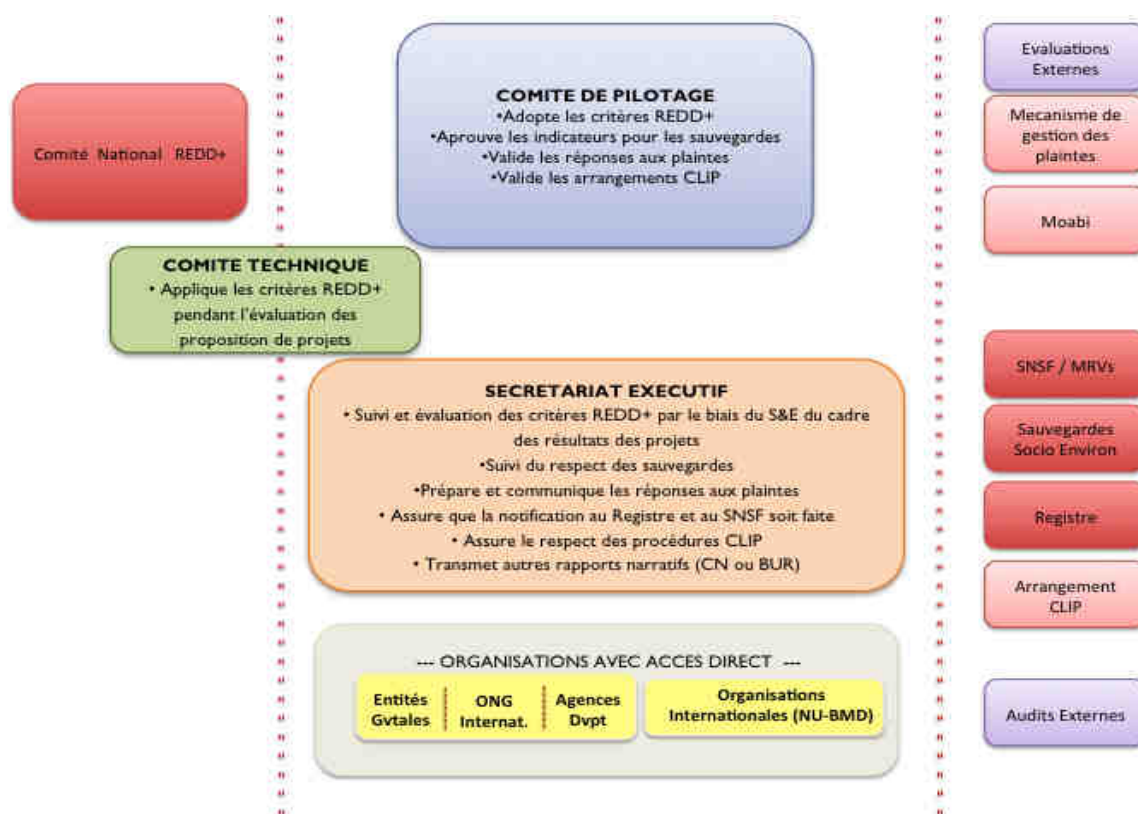 Comité National REDD+
COMITE DE PILOTAGE
•Adopte les critères REDD+
•Aprouve les indicateurs pour les sauvegardes
•Valide les réponses aux plaintes
•Valide les arrangements CLiP
COMITE TECHNIQUE
• Applique les critères REDD+
pendant l'évaluation des
proposition de projets
SECRETARIAT EXECUTIF
• Suivi et évaluation des critères REDD+ par le biais du S&E du cadre
des résultats des projets
•Suivi du respect des sauvegardes
•Prépare et communique les réponses aux plaintes
• Assure que la notification au Registre et au SNSF soit faite
• Assure le respect des procédures CLIP
• Transmet autres rapports narratifs (CN ou BUR)
--- ORGANISATIONS AVEC ACCES DIRECT ---
Entités
Gvtales
ONG
Internat.
Agences
Dvpt
Organisations
Internationales (NU-BMD)
Evaluations
Externes
Mecanisme de
gestion des
plaintes
Moabi
SNSF / MRVs
Sauvegardes
Socio Environ
Registre
Arrangement
CLIP
Audits Externes